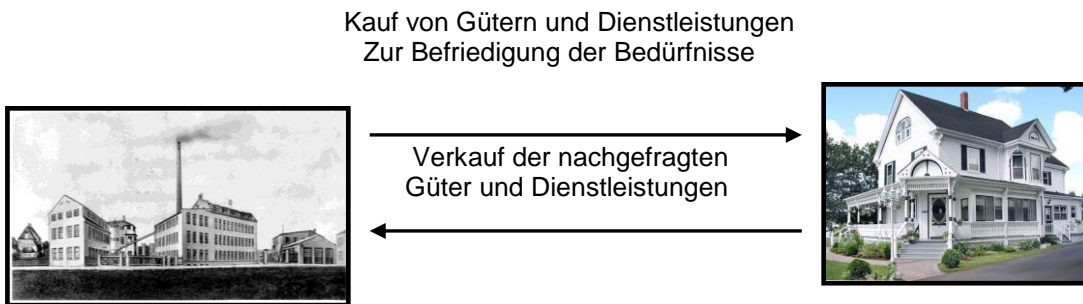 Kauf von Gütern und Dienstleistungen
Zur Befriedigung der Bedürfnisse
Verkauf der nachgefragten
Güter und Dienstleistungen